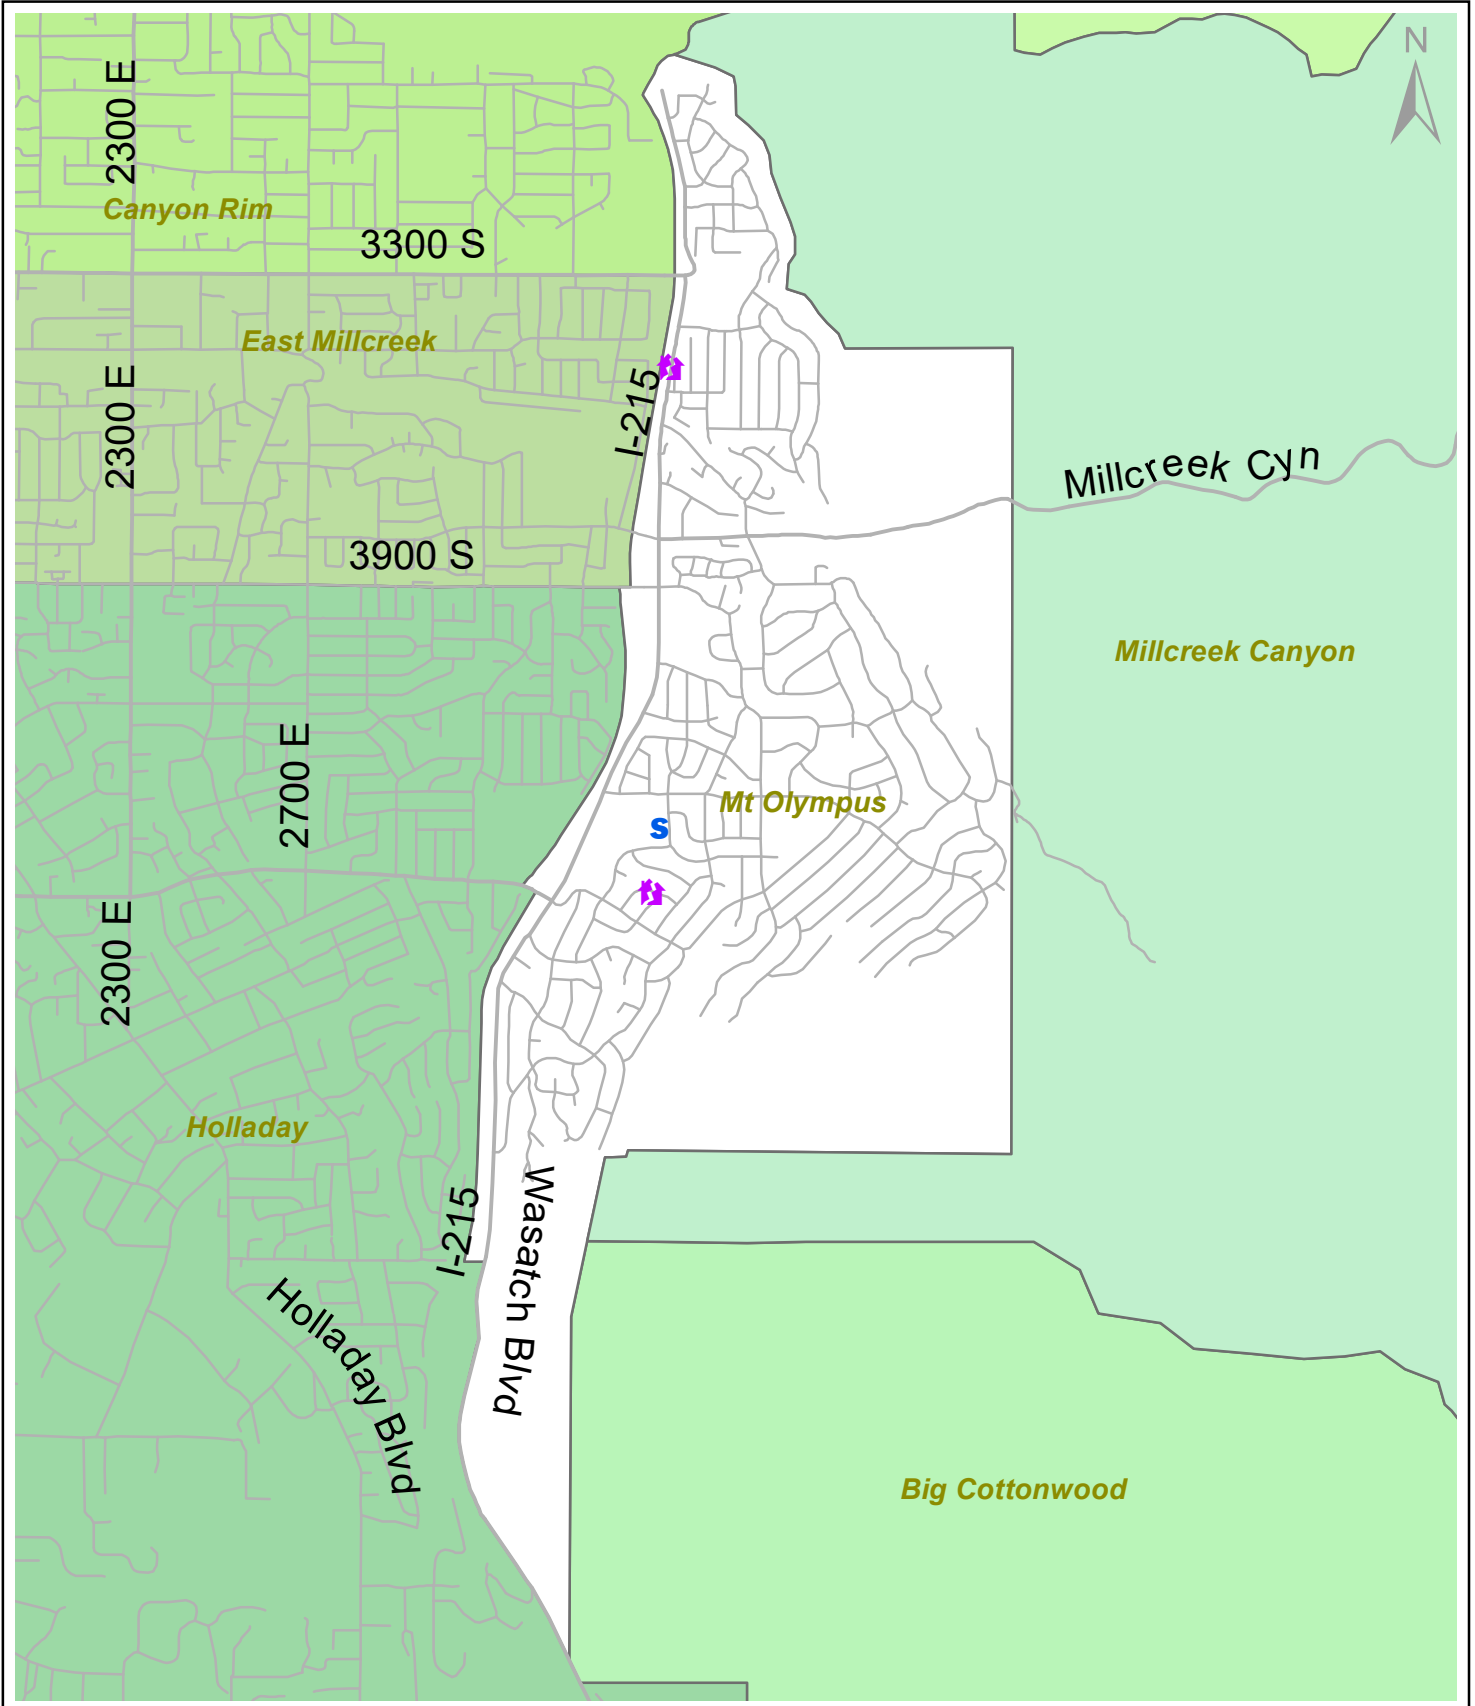 N
2300 E
Canyon Rim
3300 S
East Millcreek
2300 E
I-215
Millcreek Cyn
3900 S
Millcreek Canyon
2700 E
Mt Olympus
S
2300 E
Holladay
I-215
Wasatch Blvd
Holladay Blvd
Big Cottonwood